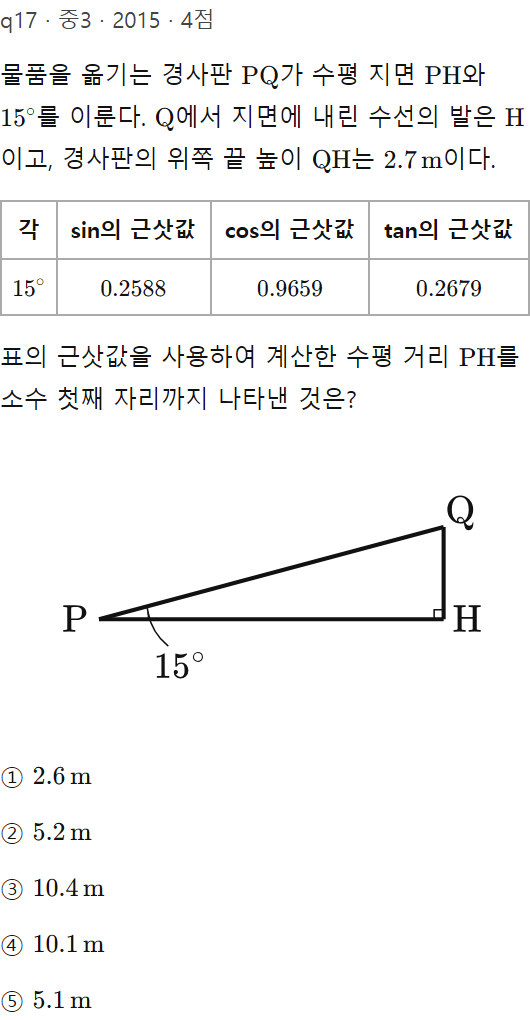 q17 · 중3 · 2015 · 4점
물품을 옮기는 경사판 PQ가 수평 지면 PH와
15°를 이룬다. Q에서 지면에 내린 수선의 발은 H
이고, 경사판의 위쪽 끝 높이 QH는 2.7 m이다.
각 sin의 근삿값 cos의 근삿값 tan의 근삿값
15° 0.2588 0.9659 0.2679
표의 근삿값을 사용하여 계산한 수평 거리 PH를
소수 첫째 자리까지 나타낸 것은?
Q
P H
15°
① 2.6 m
② 5.2 m
③ 10.4 m
④ 10.1 m
⑤ 5.1 m